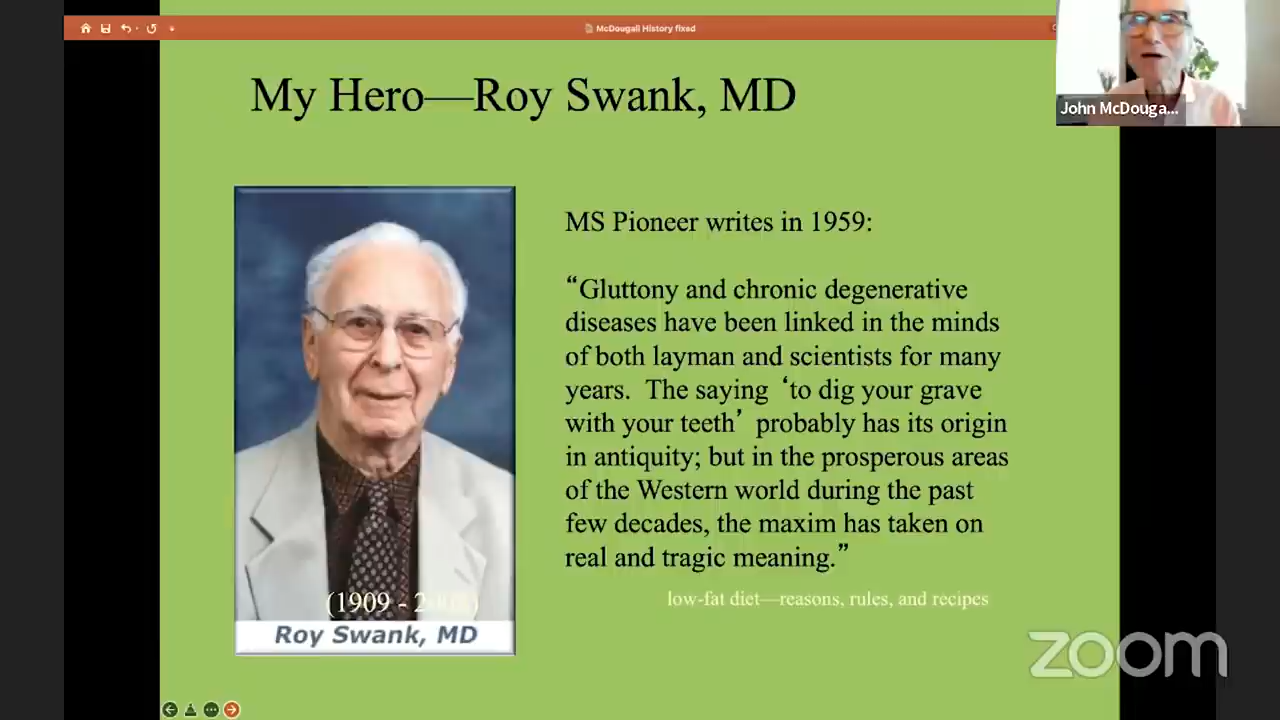 McDougall History fixed
My Hero—Roy Swank, MD
John McDouga...
MS Pioneer writes in 1959:
“Gluttony and chronic degenerative
diseases have been linked in the minds
of both layman and scientists for many
years. The saying ‘to dig your grave
with your teeth’ probably has its origin
in antiquity; but in the prosperous areas
of the Western world during the past
few decades, the maxim has taken on
real and tragic meaning.”
low-fat diet—reasons, rules, and recipes
(1909 -
Roy Swank, MD
zoom